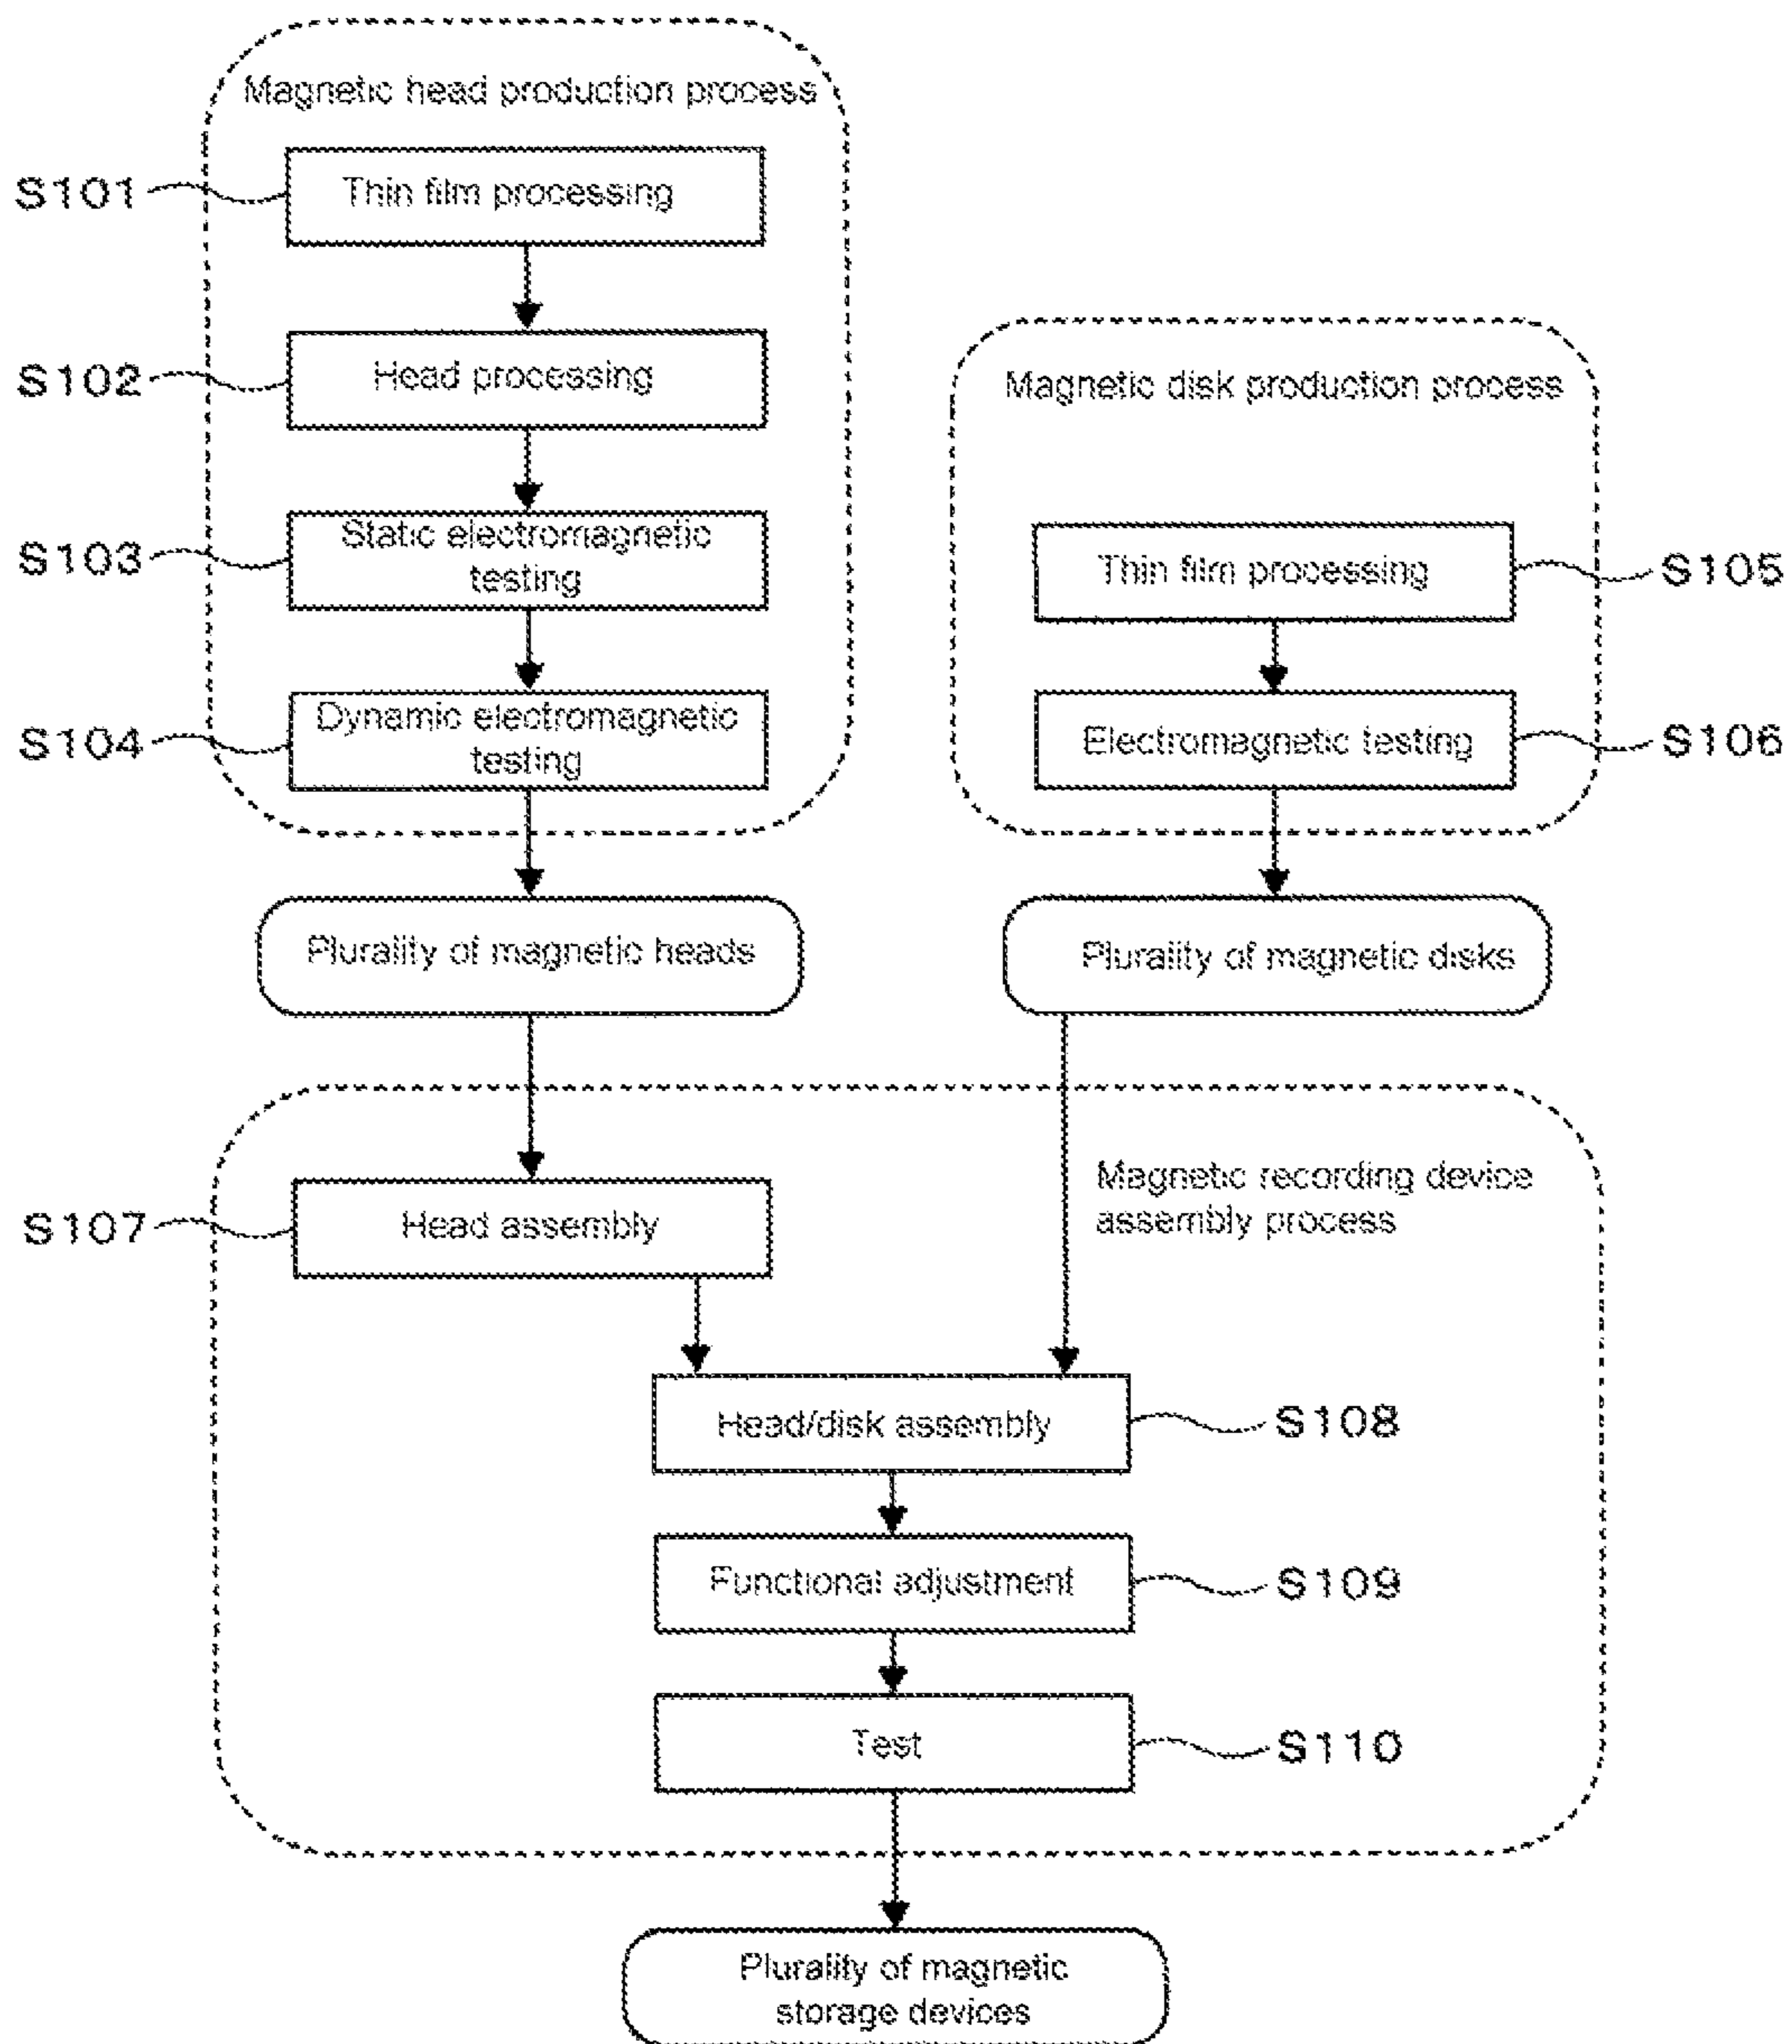 Magnetic head production process
S101
Thin film processing
S102
Head processing
S103
Static electromagnetic
testing
S104
Dynamic electromagnetic
testing
Magnetic disk production process
Thin film processing
S105
Electromagnetic testing
S106
Plurality of magnetic heads
Plurality of magnetic disks
Magnetic recording device
assembly process
S107
Head assembly
Head/disk assembly
S108
Functional adjustment
S109
Test
S110
Plurality of magnetic
storage devices